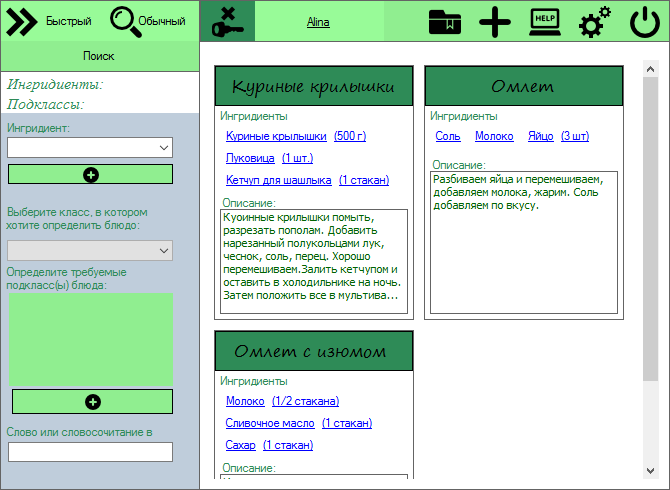 Быстрый
Обычный
Alina
HELP
Поиск
Ингридиенты:
Подклассы:
Ингридиент:
Выберите класс, в котором
хотите определить блюдо:
Определите требуемые
подкласс(ы) блюда:
Слово или словосочитание в
Куриные крилышки
Ингридиенты
Куриные крылышки (500 г)
Луковица (1 шт.)
Кетчуп для шашлыка (1 стакан)
Описание:
Куоинные крилышки помыть,
разрезать пополам. Добавить
нарезанный полукольцами лук,
чеснок, соль, перец. Хорошо
перемешиваем.Залить кетчупом и
оставить в холодильнике на ночь.
Затем положить все в мультива...
Омлет
Ингридиенты
Соль Молоко Яйцо (3 шт)
Описание:
Разбиваем яйца и перемешиваем,
добавляем молока, жарим. Соль
добавляем по вкусу.
Омлет с изюмом
Ингридиенты
Молоко (1/2 стакана)
Сливочное масло (1 стакан)
Сахар (1 стакан)
Описание: